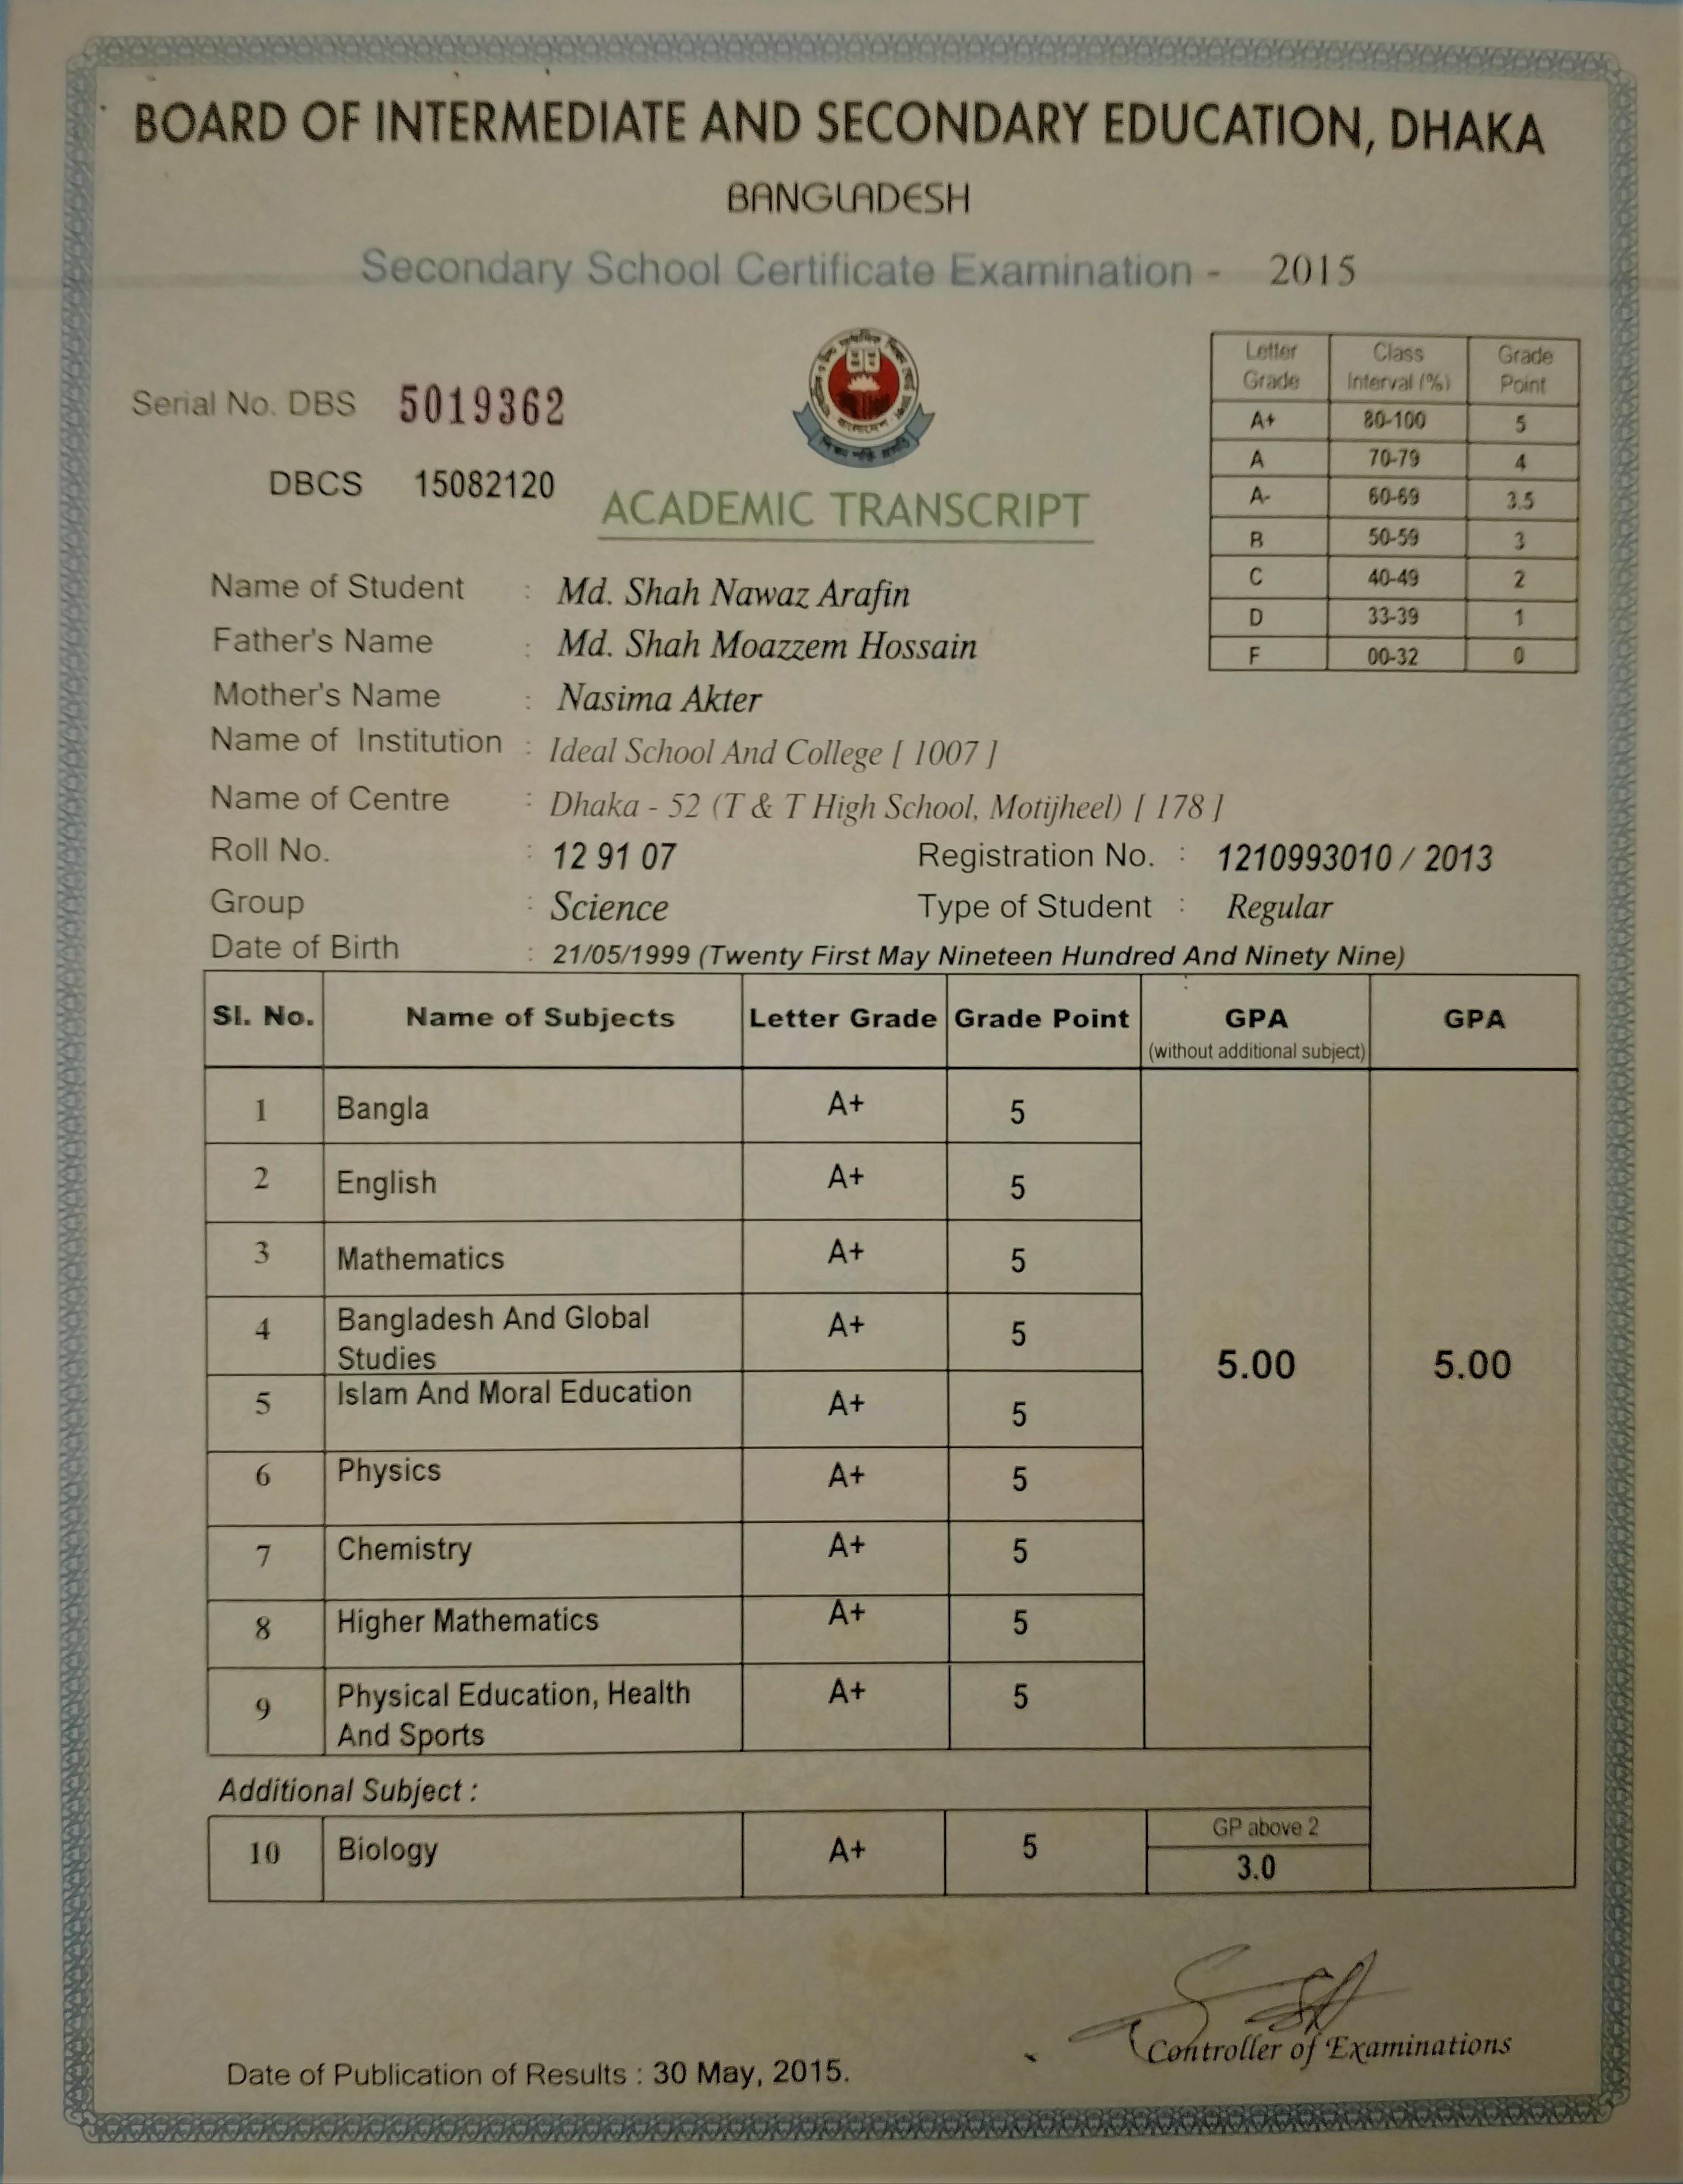 BOARD OF INTERMEDIATE AND SECONDARY EDUCATION, DHAKA
BANGLADESH
Secondary School Certificate Examination - 2015
Serial No. DBS 5019362
DBCS 15082120
ACADEMIC TRANSCRIPT
Letter Grade Class Interval (%) Grade Point
A+ 80-100 5
A 70-79 4
A- 60-69 3.5
B 50-59 3
C 40-49 2
D 33-39 1
F 00-32 0
Name of Student : Md. Shah Nawaz Arafin
Father's Name : Md. Shah Moazzem Hossain
Mother's Name : Nasima Akter
Name of Institution : Ideal School And College [ 1007 ]
Name of Centre : Dhaka - 52 (T & T High School, Motijheel) [ 178 ]
Roll No. : 12 91 07 Registration No. : 1210993010 / 2013
Group : Science Type of Student : Regular
Date of Birth : 21/05/1999 (Twenty First May Nineteen Hundred And Ninety Nine)
Sl. No. Name of Subjects Letter Grade Grade Point GPA (without additional subject) GPA
1 Bangla A+ 5
2 English A+ 5
3 Mathematics A+ 5
4 Bangladesh And Global Studies A+ 5
5.00 5.00
5 Islam And Moral Education A+ 5
6 Physics A+ 5
7 Chemistry A+ 5
8 Higher Mathematics A+ 5
9 Physical Education, Health And Sports A+ 5
Additional Subject :
10 Biology A+ 5 GP above 2
3.0
Controller of Examinations
Date of Publication of Results : 30 May, 2015.